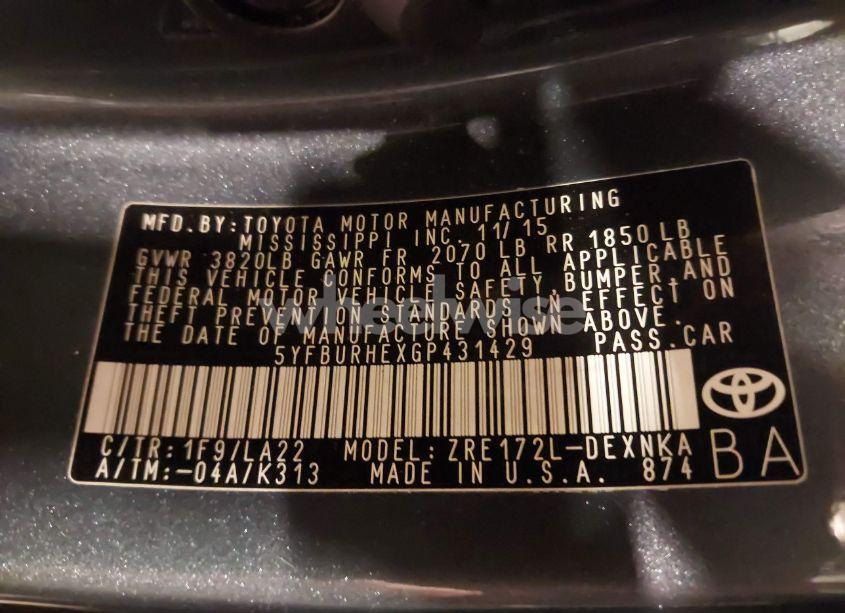 MFD.BY:TOYOTA MOTOR MANUFACTURING
MISSISSIPPI INC. 11/15
GVWR 3820LB GAWR FR 2070 LB RR 1850LB
THIS VEHICLE CONFORMS TO ALL APPLICABLE
FEDERAL MOTOR VEHICLE SAFETY,BUMPER,AND
THEFT PREVENTION STANDARDS IN EFFECT ON
THE DATE OF MANUFACTURE SHOWN ABOVE.
5YFBURHEXGP431429 PASS.CAR
C/TR:1F9/LA22 MODEL:ZRE172L-DEXNKA
A/TM:-04A/K313 MADE IN U.S.A. 874
BA
wheelwise